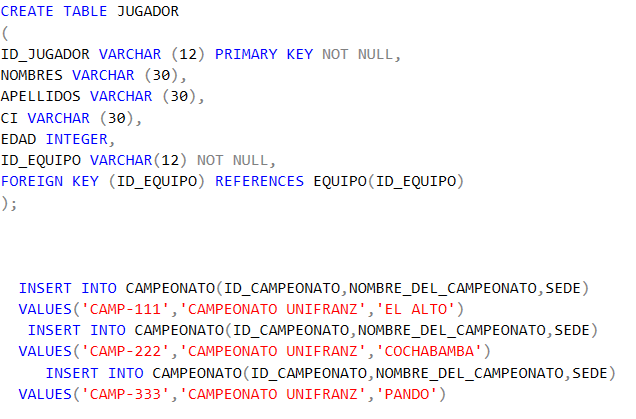 CREATE TABLE JUGADOR
(
ID_JUGADOR VARCHAR (12) PRIMARY KEY NOT NULL,
NOMBRES VARCHAR (30),
APELLIDOS VARCHAR (30),
CI VARCHAR (30),
EDAD INTEGER,
ID_EQUIPO VARCHAR(12) NOT NULL,
FOREIGN KEY (ID_EQUIPO) REFERENCES EQUIPO(ID_EQUIPO)
);
INSERT INTO CAMPEONATO(ID_CAMPEONATO,NOMBRE_DEL_CAMPEONATO,SEDE)
VALUES('CAMP-111','CAMPEONATO UNIFRANZ','EL ALTO')
INSERT INTO CAMPEONATO(ID_CAMPEONATO,NOMBRE_DEL_CAMPEONATO,SEDE)
VALUES('CAMP-222','CAMPEONATO UNIFRANZ','COCHABAMBA')
INSERT INTO CAMPEONATO(ID_CAMPEONATO,NOMBRE_DEL_CAMPEONATO,SEDE)
VALUES('CAMP-333','CAMPEONATO UNIFRANZ','PANDO')